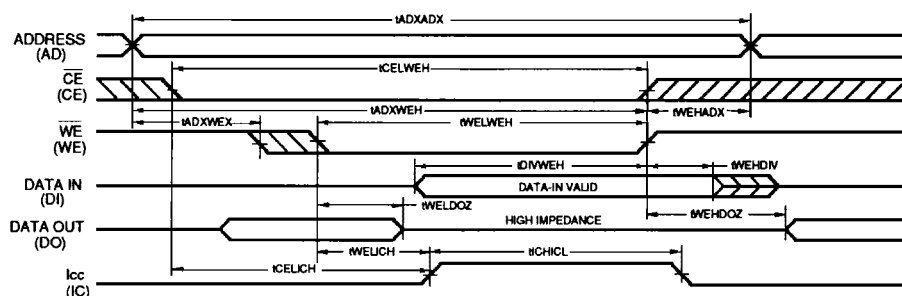 tADXADX
ADDRESS
(AD)
tCELWEH
CE
(CE)
tADXWEH
tWEHADX
tADXWEX
tWELWEH
WE
(WE)
tDIVWEH
tWEHDIV
DATA IN
(DI)
DATA-IN VALID
tWELDOZ
tWEHDOZ
DATA OUT
(DO)
HIGH IMPEDANCE
tWELICH
tICHICL
tCELICH
Icc
(IC)